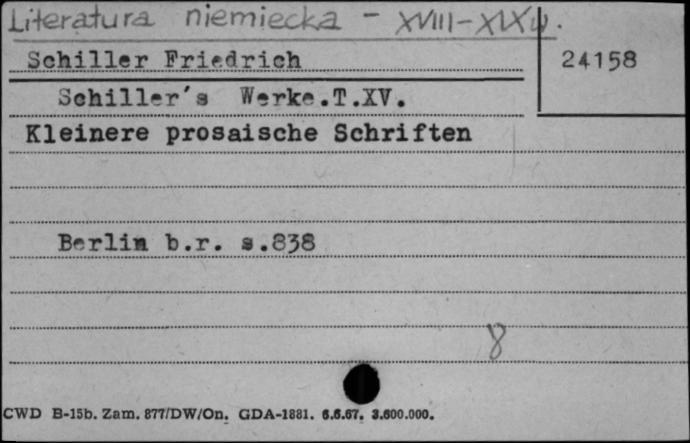 Literatura niemiecka - XVIII-XIX w.
Schiller Friedrich
24158
Schiller's Werke.T.XV.
Kleinere prosaische Schriften
Berlin b.r. s.838
8
CWD B-15b. Zam. 877/DW/On. GDA-1881. 6.6.67. 3.600.000.